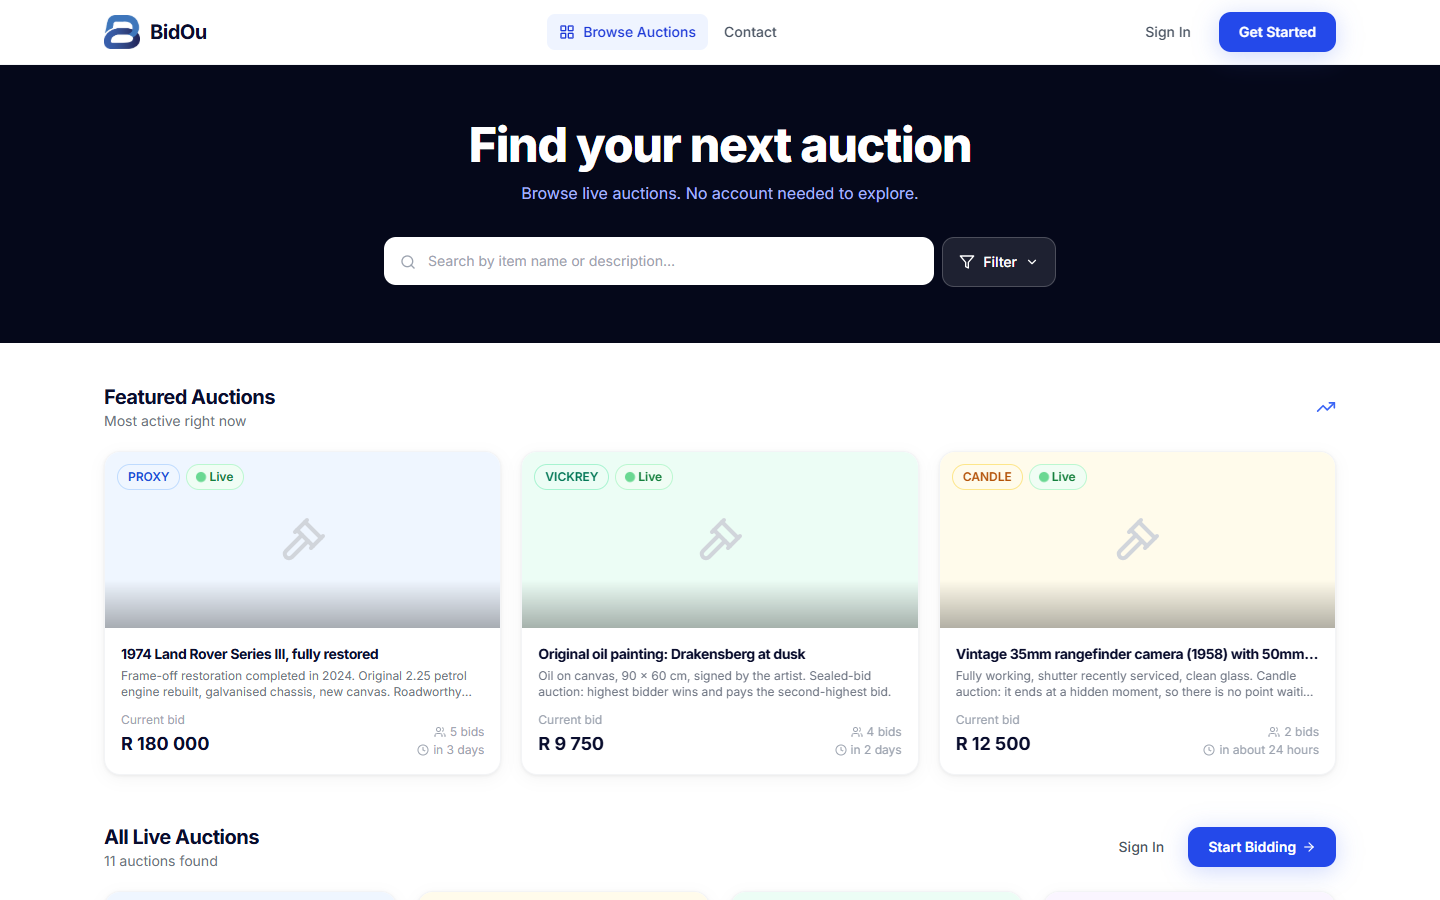 BidOu
Browse Auctions
Contact
Sign In
Get Started
Find your next auction
Browse live auctions. No account needed to explore.
Search by item name or description...
Filter
Featured Auctions
Most active right now
PROXY
Live
1974 Land Rover Series III, fully restored
Frame-off restoration completed in 2024. Original 2.25 petrol
engine rebuilt, galvanised chassis, new canvas. Roadworthy...
Current bid
R 180 000
5 bids
in 3 days
VICKREY
Live
Original oil painting: Drakensberg at dusk
Oil on canvas, 90 × 60 cm, signed by the artist. Sealed-bid
auction: highest bidder wins and pays the second-highest bid.
Current bid
R 9 750
4 bids
in 2 days
CANDLE
Live
Vintage 35mm rangefinder camera (1958) with 50mm...
Fully working, shutter recently serviced, clean glass. Candle
auction: it ends at a hidden moment, so there is no point waiti...
Current bid
R 12 500
2 bids
in about 24 hours
All Live Auctions
11 auctions found
Sign In
Start Bidding